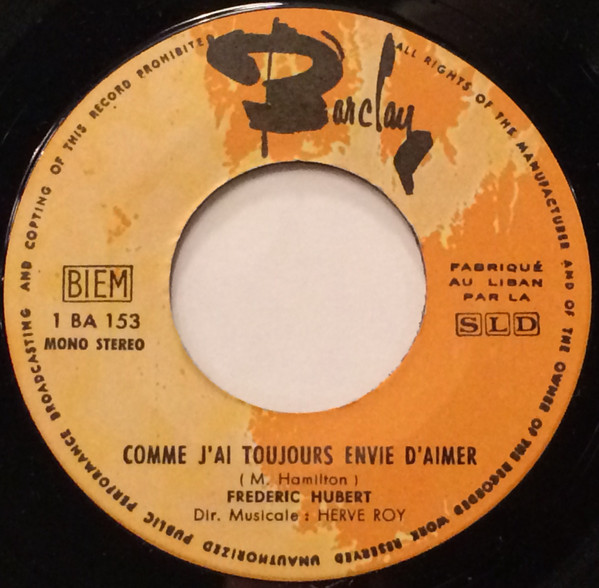 Barclay
ALL RIGHTS OF THE MANUFACTURER AND OF THE OWNER OF THE RECORDED WORK RESERVED UNAUTHORIZED PUBLIC PERFORMANCE BROADCASTING AND COPTING OF THIS RECORD PROHIBITED
BIEM
1 BA 153
MONO STEREO
FABRIQUÉ
AU LIBAN
PAR LA
SLD
COMME J'AI TOUJOURS ENVIE D'AIMER
( M. Hamilton )
FREDERIC HUBERT
Dir. Musicale : HERVE ROY